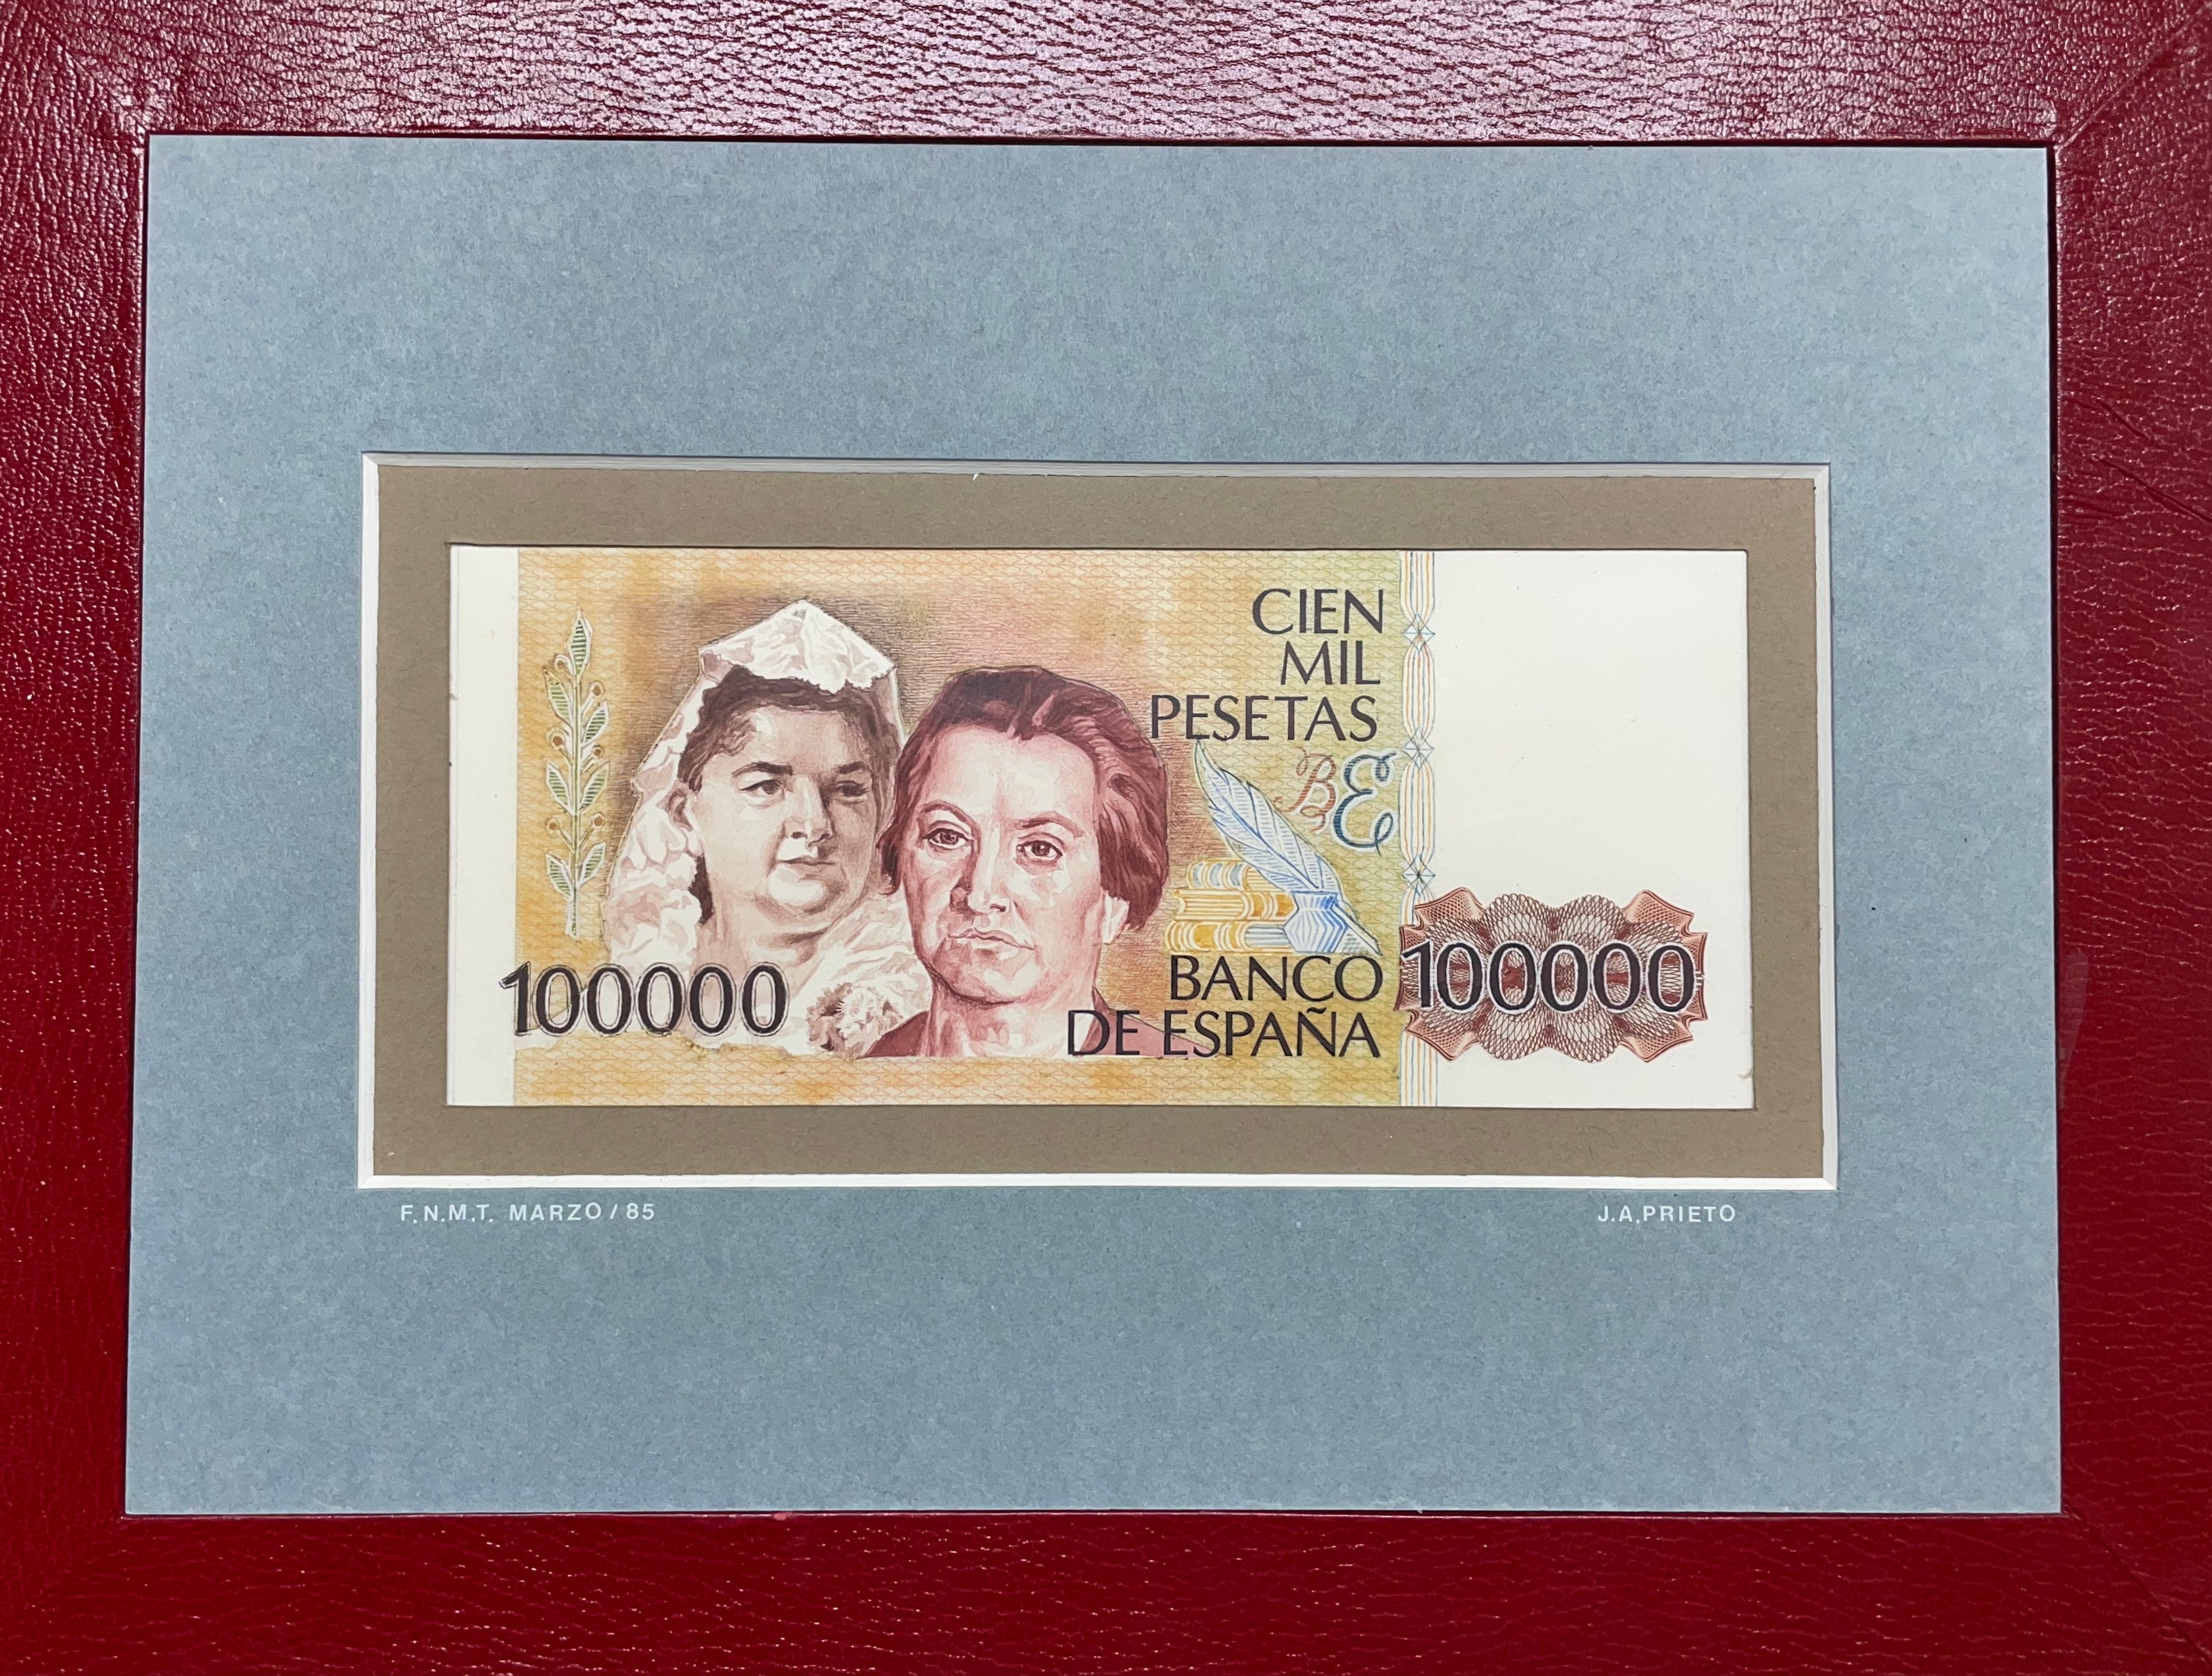 CIEN
MIL
PESETAS
BE
100000
BANCO
DE ESPAÑA
100000
F.N.M.T. MARZO/85
J.A.PRIETO